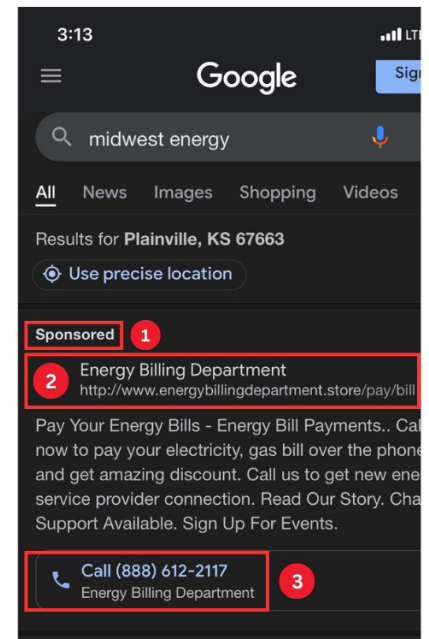 3:13 LTE
Google Sign
midwest energy
All News Images Shopping Videos
Results for Plainville, KS 67663
Use precise location
Sponsored 1
2 Energy Billing Department
http://www.energybillingdepartment.store/pay/bill
Pay Your Energy Bills - Energy Bill Payments.. Cal
now to pay your electricity, gas bill over the phone
and get amazing discount. Call us to get new ene
service provider connection. Read Our Story. Cha
Support Available. Sign Up For Events.
Call (888) 612-2117 3
Energy Billing Department